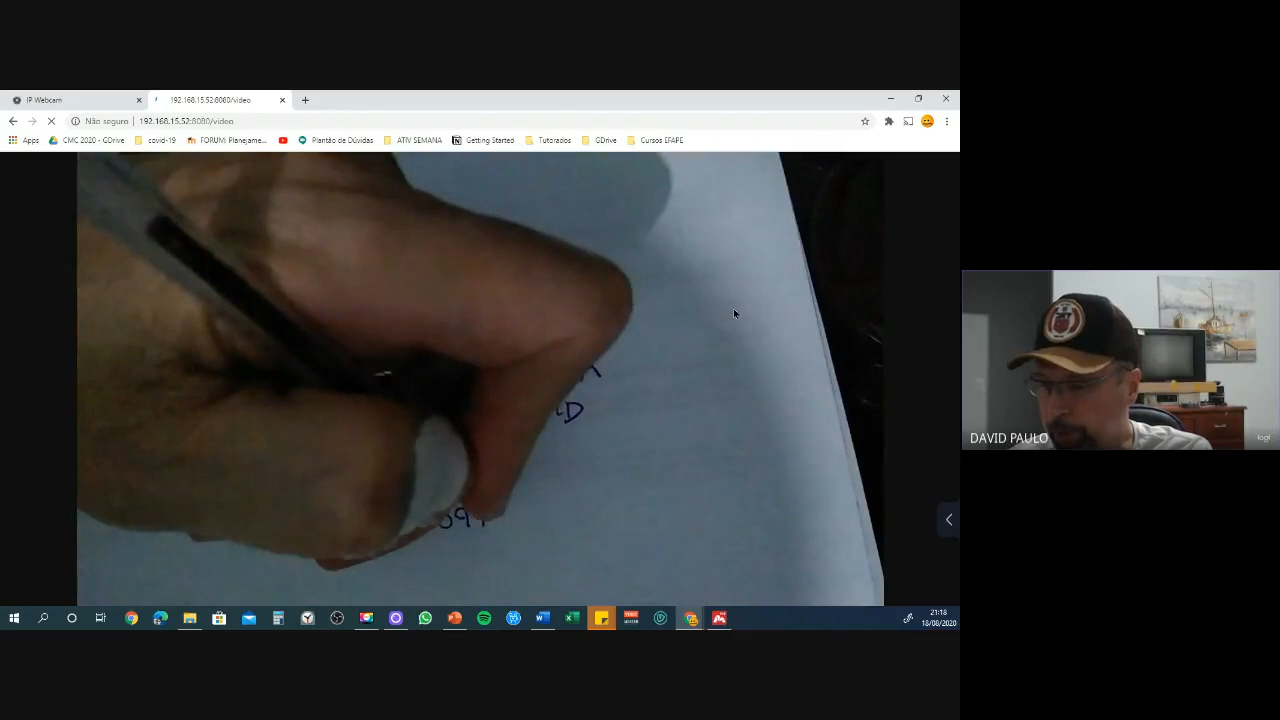 IP Webcam
192.168.15.52:8080/video
Não seguro
192.168.15.52:8080/video
Apps
CMC 2020 - GDrive
covid-19
FORUM: Planejame...
Plantão de Dúvidas
ATIV SEMANA
Getting Started
Tutorados
GDrive
Cursos EFAPE
D
DAVID PAULO
21:18
18/08/2020